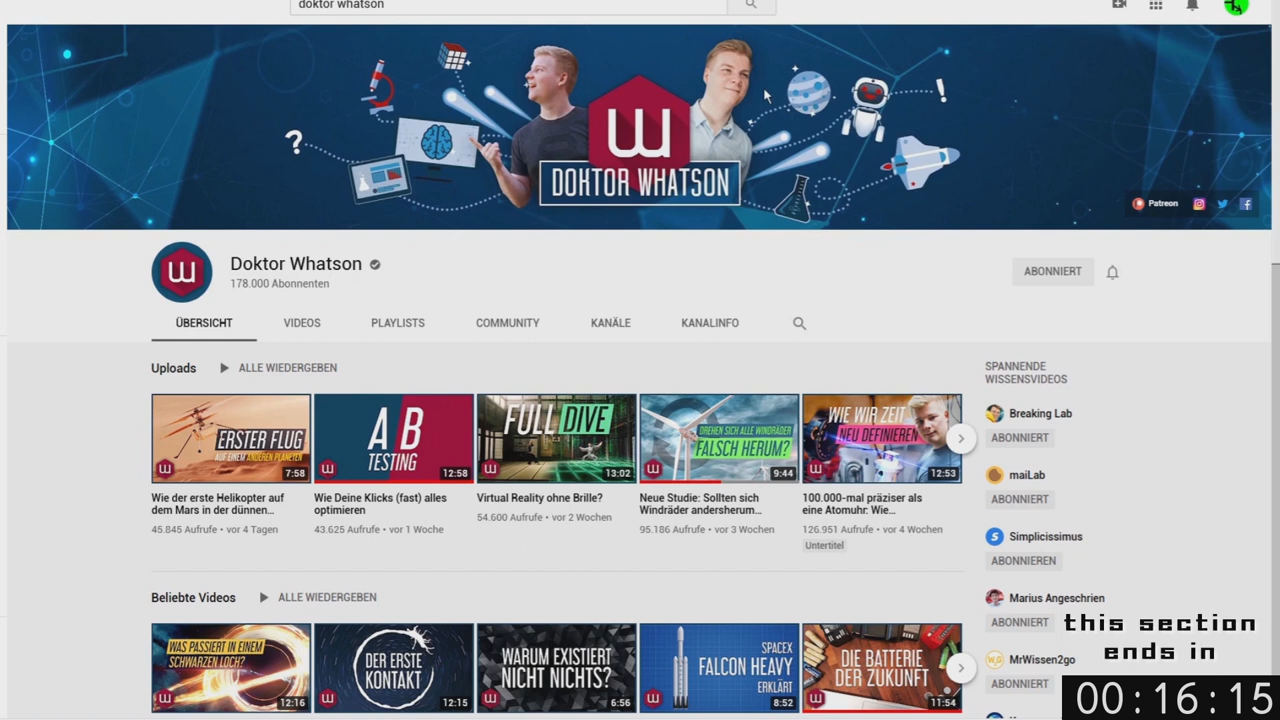 doktor whatson
?
!
W
DOKTOR WHATSON
Patreon
W
Doktor Whatson
178.000 Abonnenten
ABONNIERT
ÜBERSICHT
VIDEOS
PLAYLISTS
COMMUNITY
KANÄLE
KANALINFO
Uploads
ALLE WIEDERGEBEN
ERSTER FLUG
AUF EINEM ANDEREN PLANETEN
7:58
Wie der erste Helikopter auf
dem Mars in der dünnen...
45.845 Aufrufe • vor 4 Tagen
A B
TESTING
12:58
Wie Deine Klicks (fast) alles
optimieren
43.625 Aufrufe • vor 1 Woche
FULL DIVE
13:02
Virtual Reality ohne Brille?
54.600 Aufrufe • vor 2 Wochen
DREHEN SICH ALLE WINDRÄDER
FALSCH HERUM?
9:44
Neue Studie: Sollten sich
Windräder andersherum...
95.186 Aufrufe • vor 3 Wochen
WIE WIR ZEIT
NEU DEFINIEREN
12:53
100.000-mal präziser als
eine Atomuhr: Wie...
126.951 Aufrufe • vor 4 Wochen
Untertitel
Beliebte Videos
ALLE WIEDERGEBEN
WAS PASSIERT IN EINEM
SCHWARZEN LOCH?
12:16
DER ERSTE
KONTAKT
12:15
WARUM EXISTIERT
NICHT NICHTS?
6:56
SPACEX
FALCON HEAVY
ERKLÄRT
8:52
DIE BATTERIE
DER ZUKUNFT
11:54
SPANNENDE
WISSENSVIDEOS
Breaking Lab
ABONNIERT
maiLab
ABONNIERT
Simplicissimus
ABONNIEREN
Marius Angeschrien
ABONNIERT
MrWissen2go
ABONNIERT
this section
ends in
00:16:15